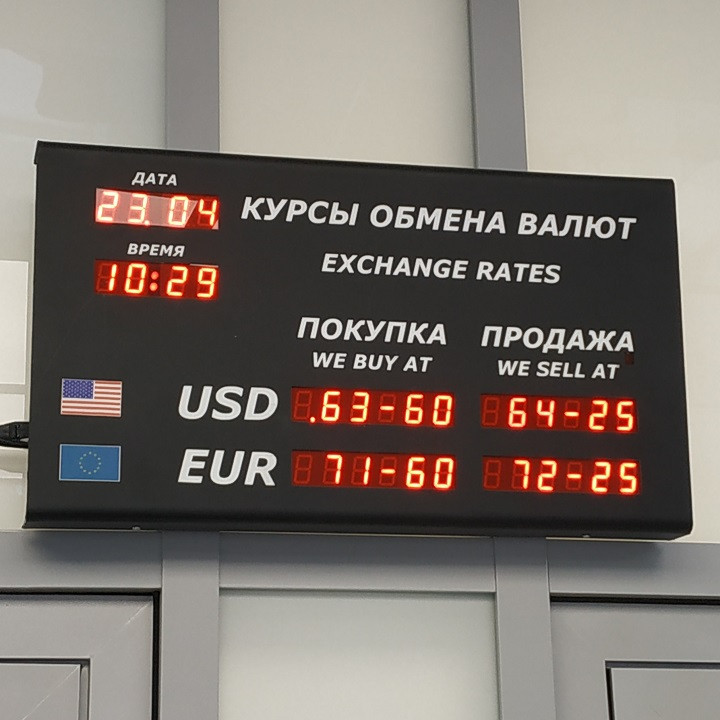 ДАТА
23.04
КУРСЫ ОБМЕНА ВАЛЮТ
ВРЕМЯ
10:29
EXCHANGE RATES
ПОКУПКА ПРОДАЖА
WE BUY AT WE SELL AT
USD .63-60 64-25
EUR 71-60 72-25